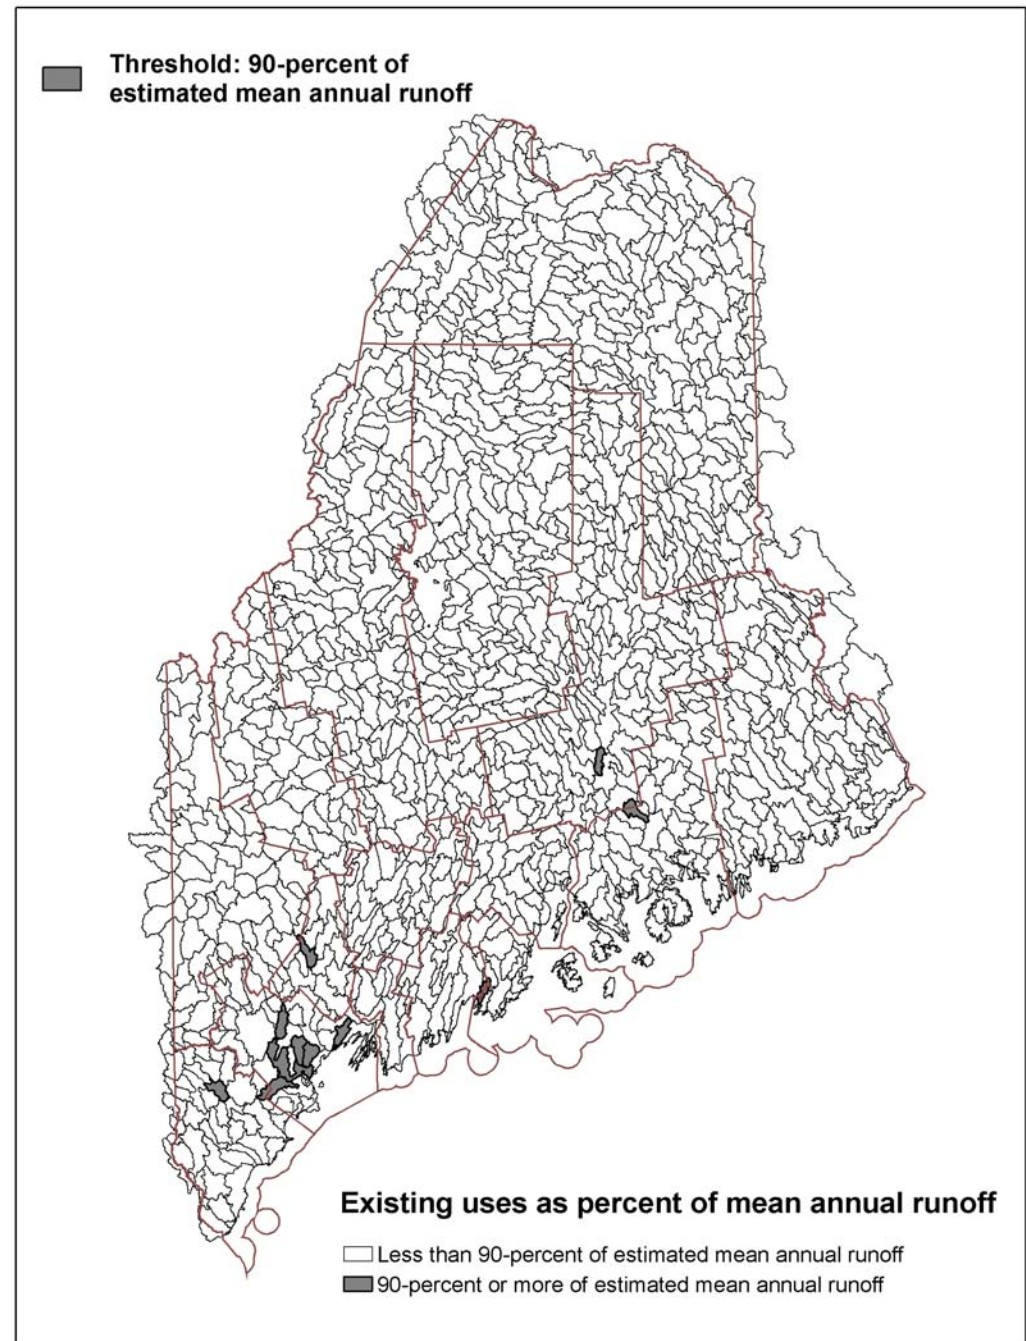 Threshold: 90-percent of
estimated mean annual runoff
Existing uses as percent of mean annual runoff
Less than 90-percent of estimated mean annual runoff
90-percent or more of estimated mean annual runoff